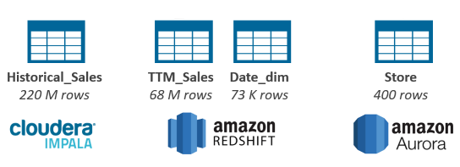 Historical_Sales
220 M rows
cloudera
IMPALA
TTM_Sales
68 M rows
Date_dim
73 K rows
amazon
REDSHIFT
Store
400 rows
amazon
Aurora